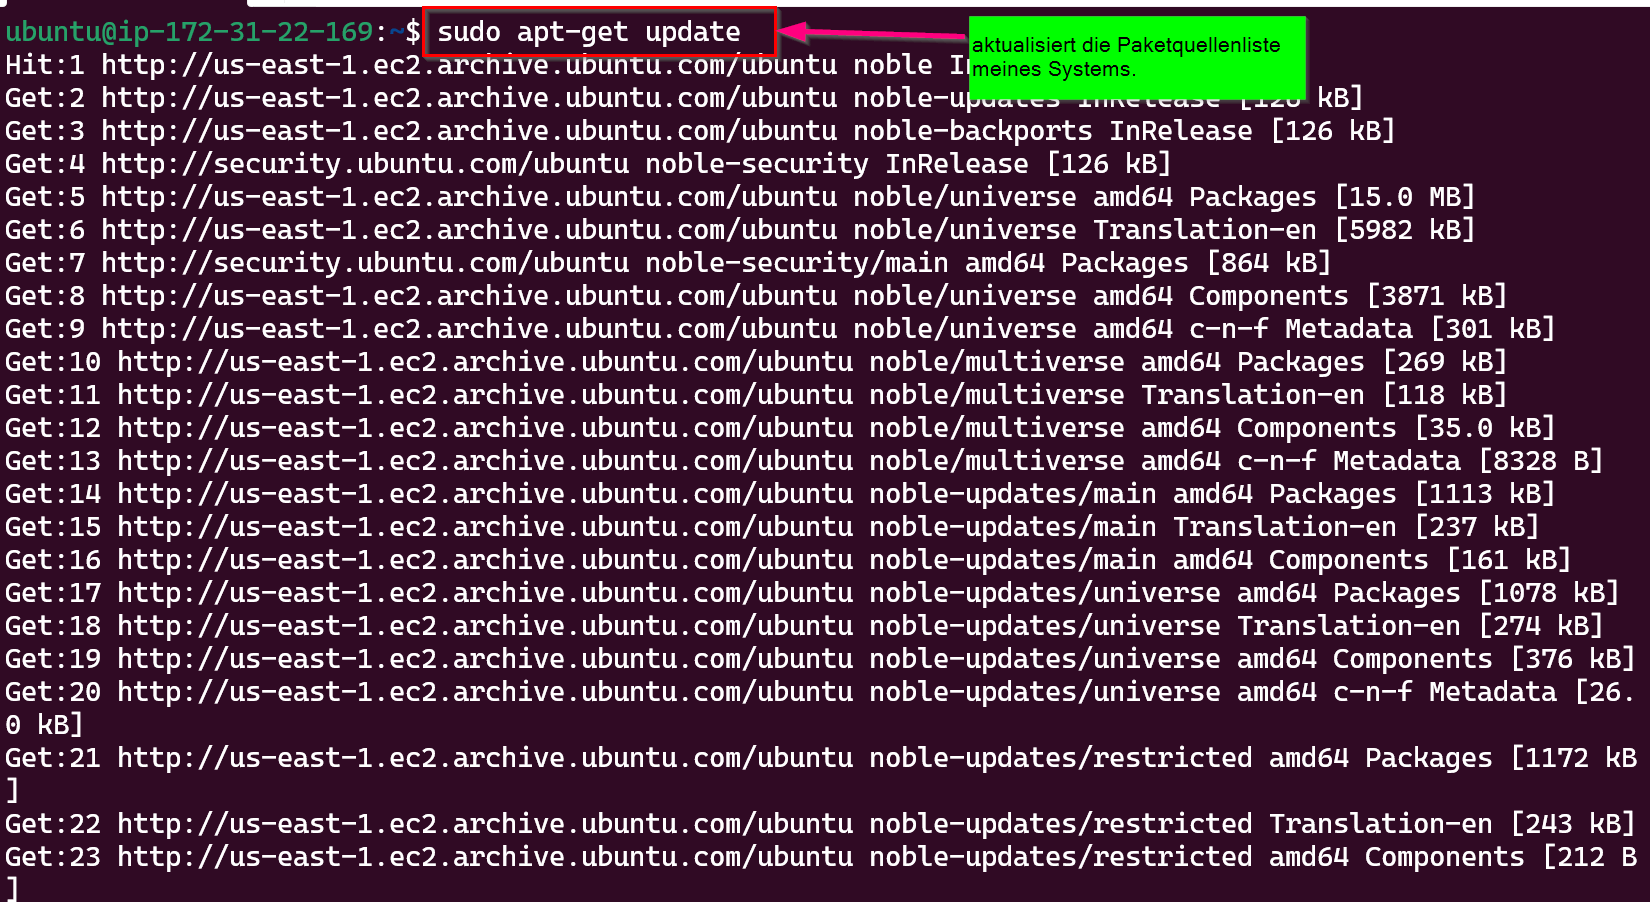 ubuntu@ip-172-31-22-169:~$ sudo apt-get update
aktualisiert die Paketquellenliste
meines Systems.
Hit:1 http://us-east-1.ec2.archive.ubuntu.com/ubuntu noble
Get:2 http://us-east-1.ec2.archive.ubuntu.com/ubuntu noble-updates InRelease [126 kB]
Get:3 http://us-east-1.ec2.archive.ubuntu.com/ubuntu noble-backports InRelease [126 kB]
Get:4 http://security.ubuntu.com/ubuntu noble-security InRelease [126 kB]
Get:5 http://us-east-1.ec2.archive.ubuntu.com/ubuntu noble/universe amd64 Packages [15.0 MB]
Get:6 http://us-east-1.ec2.archive.ubuntu.com/ubuntu noble/universe Translation-en [5982 kB]
Get:7 http://security.ubuntu.com/ubuntu noble-security/main amd64 Packages [864 kB]
Get:8 http://us-east-1.ec2.archive.ubuntu.com/ubuntu noble/universe amd64 Components [3871 kB]
Get:9 http://us-east-1.ec2.archive.ubuntu.com/ubuntu noble/universe amd64 c-n-f Metadata [301 kB]
Get:10 http://us-east-1.ec2.archive.ubuntu.com/ubuntu noble/multiverse amd64 Packages [269 kB]
Get:11 http://us-east-1.ec2.archive.ubuntu.com/ubuntu noble/multiverse Translation-en [118 kB]
Get:12 http://us-east-1.ec2.archive.ubuntu.com/ubuntu noble/multiverse amd64 Components [35.0 kB]
Get:13 http://us-east-1.ec2.archive.ubuntu.com/ubuntu noble/multiverse amd64 c-n-f Metadata [8328 B]
Get:14 http://us-east-1.ec2.archive.ubuntu.com/ubuntu noble-updates/main amd64 Packages [1113 kB]
Get:15 http://us-east-1.ec2.archive.ubuntu.com/ubuntu noble-updates/main Translation-en [237 kB]
Get:16 http://us-east-1.ec2.archive.ubuntu.com/ubuntu noble-updates/main amd64 Components [161 kB]
Get:17 http://us-east-1.ec2.archive.ubuntu.com/ubuntu noble-updates/universe amd64 Packages [1078 kB]
Get:18 http://us-east-1.ec2.archive.ubuntu.com/ubuntu noble-updates/universe Translation-en [274 kB]
Get:19 http://us-east-1.ec2.archive.ubuntu.com/ubuntu noble-updates/universe amd64 Components [376 kB]
Get:20 http://us-east-1.ec2.archive.ubuntu.com/ubuntu noble-updates/universe amd64 c-n-f Metadata [26.
0 kB]
Get:21 http://us-east-1.ec2.archive.ubuntu.com/ubuntu noble-updates/restricted amd64 Packages [1172 kB
]
Get:22 http://us-east-1.ec2.archive.ubuntu.com/ubuntu noble-updates/restricted Translation-en [243 kB]
Get:23 http://us-east-1.ec2.archive.ubuntu.com/ubuntu noble-updates/restricted amd64 Components [212 B
]